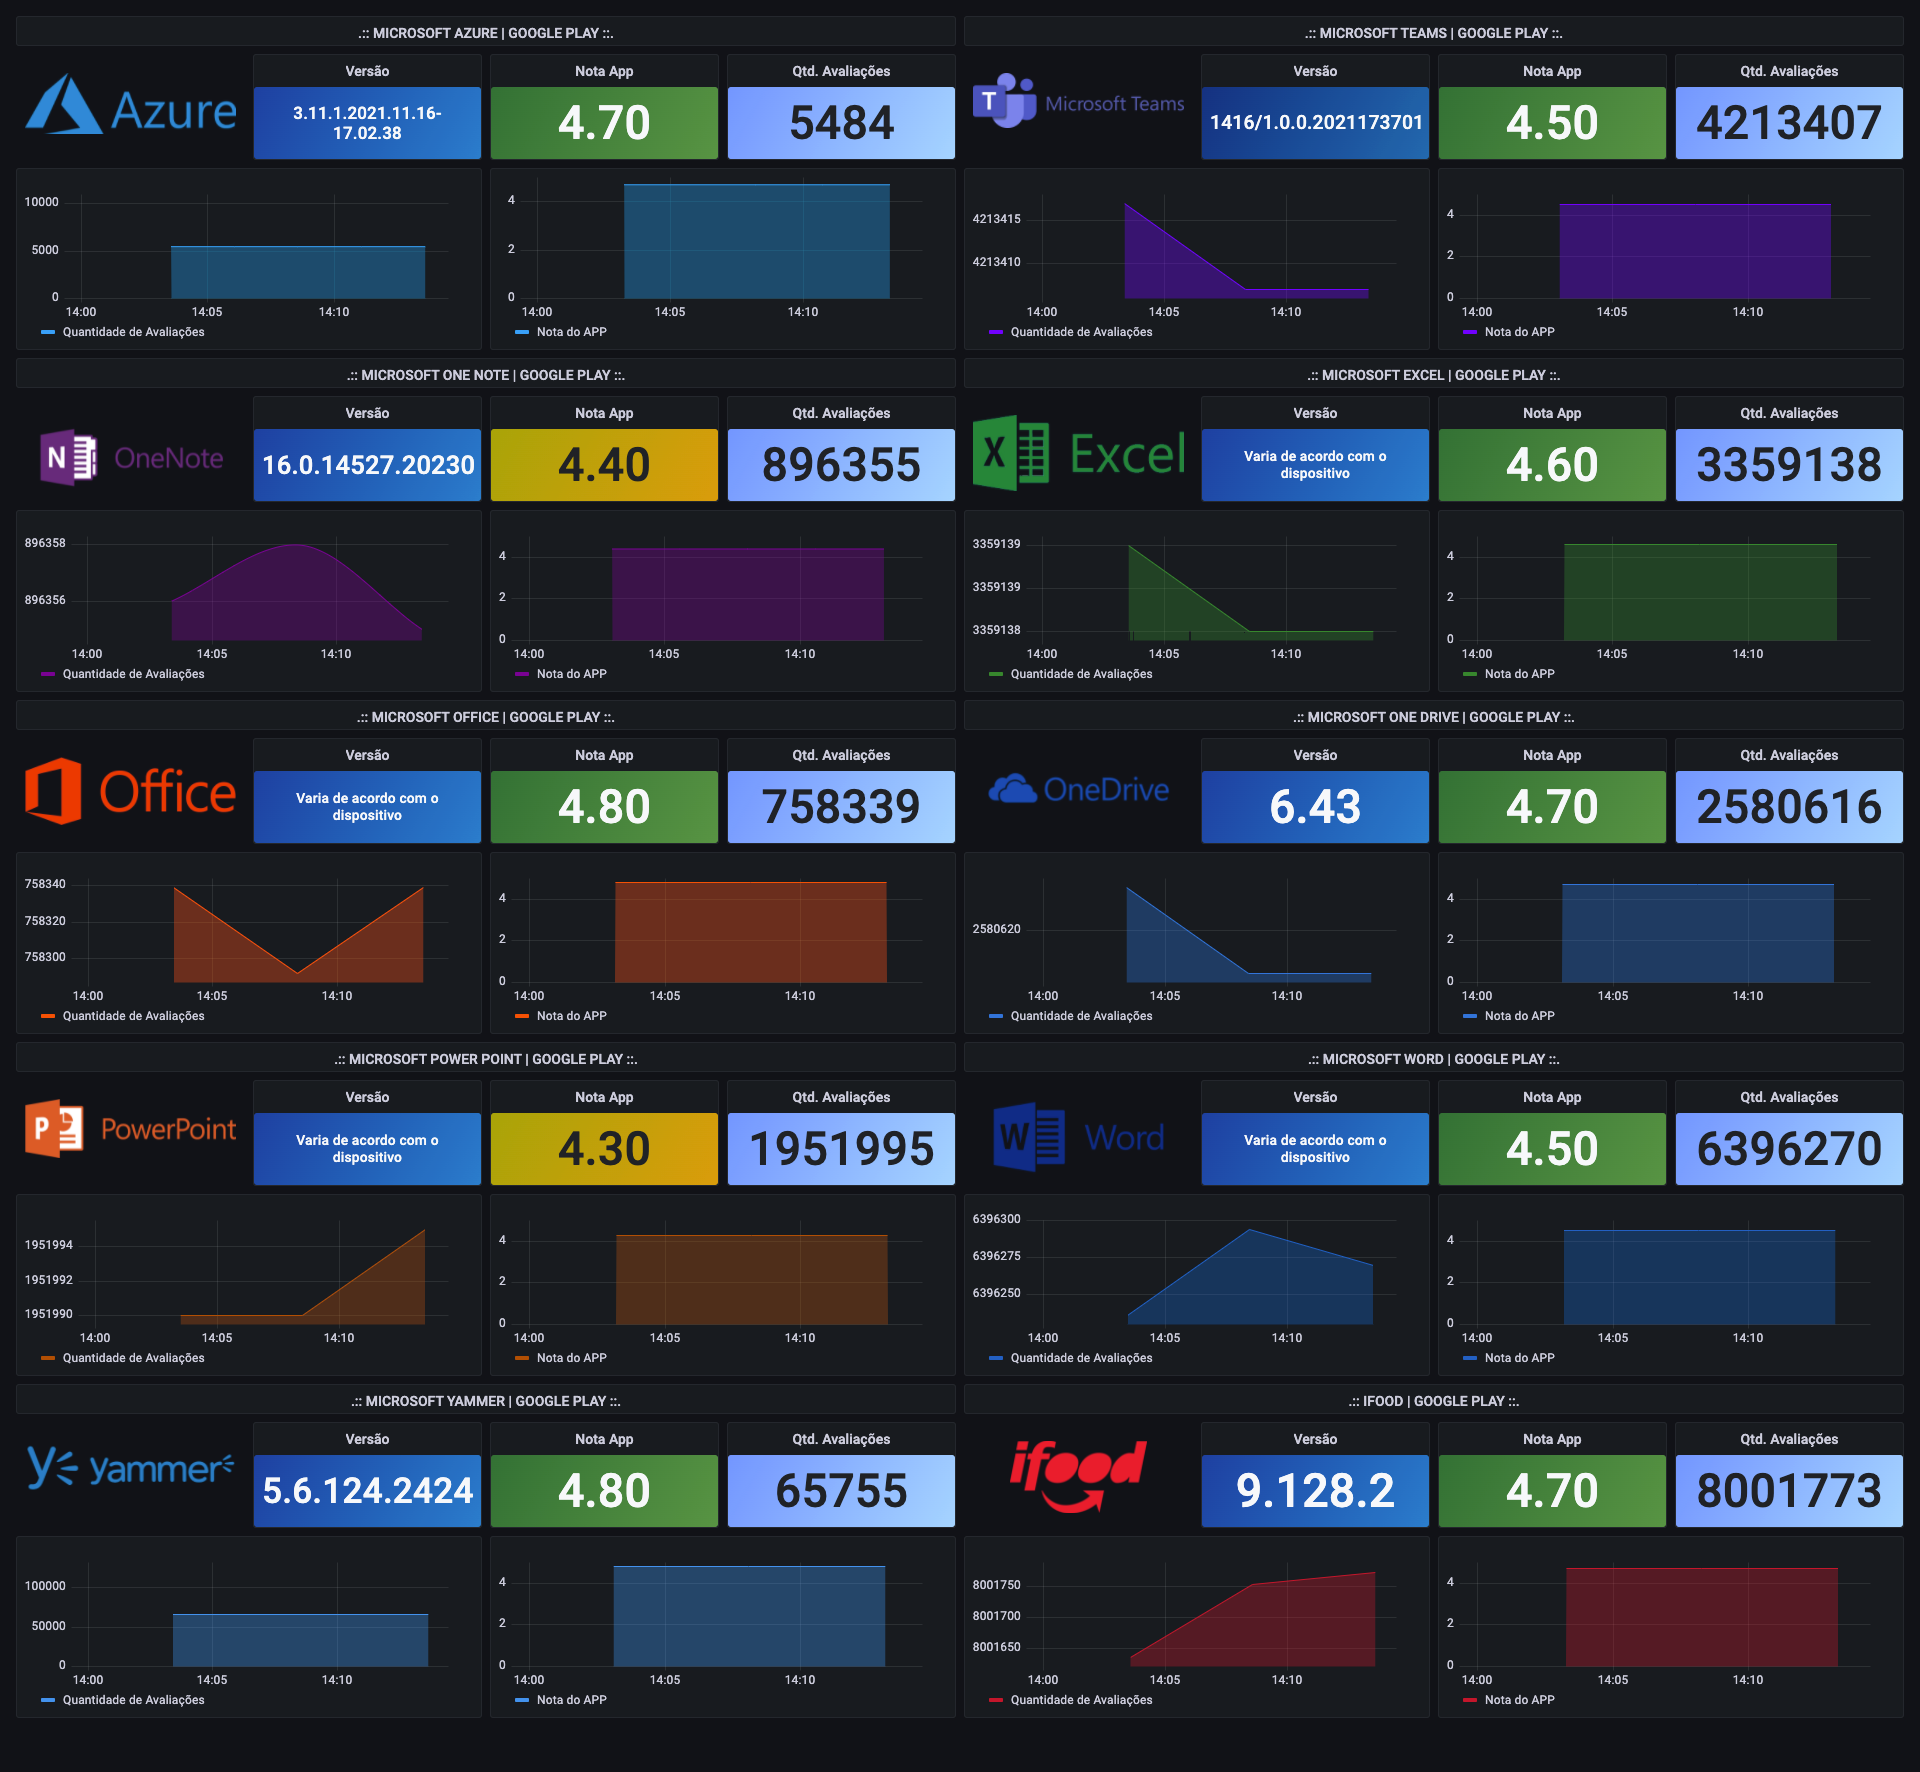 .:: MICROSOFT AZURE | GOOGLE PLAY ::.
Azure
Versão
3.11.1.2021.11.16-
17.02.38
Nota App
4.70
Qtd. Avaliações
5484
10000
5000
0
14:00 14:05 14:10
Quantidade de Avaliações
4
2
0
14:00 14:05 14:10
Nota do APP
.:: MICROSOFT TEAMS | GOOGLE PLAY ::.
T Microsoft Teams
Versão
1416/1.0.0.2021173701
Nota App
4.50
Qtd. Avaliações
4213407
4213415
4213410
14:00 14:05 14:10
Quantidade de Avaliações
4
2
0
14:00 14:05 14:10
Nota do APP
.:: MICROSOFT ONE NOTE | GOOGLE PLAY ::.
N OneNote
Versão
16.0.14527.20230
Nota App
4.40
Qtd. Avaliações
896355
896358
896356
14:00 14:05 14:10
Quantidade de Avaliações
4
2
0
14:00 14:05 14:10
Nota do APP
.:: MICROSOFT EXCEL | GOOGLE PLAY ::.
X Excel
Versão
Varia de acordo com o
dispositivo
Nota App
4.60
Qtd. Avaliações
3359138
3359139
3359139
3359138
14:00 14:05 14:10
Quantidade de Avaliações
4
2
0
14:00 14:05 14:10
Nota do APP
.:: MICROSOFT OFFICE | GOOGLE PLAY ::.
Office
Versão
Varia de acordo com o
dispositivo
Nota App
4.80
Qtd. Avaliações
758339
758340
758320
758300
14:00 14:05 14:10
Quantidade de Avaliações
4
2
0
14:00 14:05 14:10
Nota do APP
.:: MICROSOFT ONE DRIVE | GOOGLE PLAY ::.
OneDrive
Versão
6.43
Nota App
4.70
Qtd. Avaliações
2580616
2580620
14:00 14:05 14:10
Quantidade de Avaliações
4
2
0
14:00 14:05 14:10
Nota do APP
.:: MICROSOFT POWER POINT | GOOGLE PLAY ::.
P PowerPoint
Versão
Varia de acordo com o
dispositivo
Nota App
4.30
Qtd. Avaliações
1951995
1951994
1951992
1951990
14:00 14:05 14:10
Quantidade de Avaliações
4
2
0
14:00 14:05 14:10
Nota do APP
.:: MICROSOFT WORD | GOOGLE PLAY ::.
W Word
Versão
Varia de acordo com o
dispositivo
Nota App
4.50
Qtd. Avaliações
6396270
6396300
6396275
6396250
14:00 14:05 14:10
Quantidade de Avaliações
4
2
0
14:00 14:05 14:10
Nota do APP
.:: MICROSOFT YAMMER | GOOGLE PLAY ::.
yammer
Versão
5.6.124.2424
Nota App
4.80
Qtd. Avaliações
65755
100000
50000
0
14:00 14:05 14:10
Quantidade de Avaliações
4
2
0
14:00 14:05 14:10
Nota do APP
.:: IFOOD | GOOGLE PLAY ::.
ifood
Versão
9.128.2
Nota App
4.70
Qtd. Avaliações
8001773
8001750
8001700
8001650
14:00 14:05 14:10
Quantidade de Avaliações
4
2
0
14:00 14:05 14:10
Nota do APP